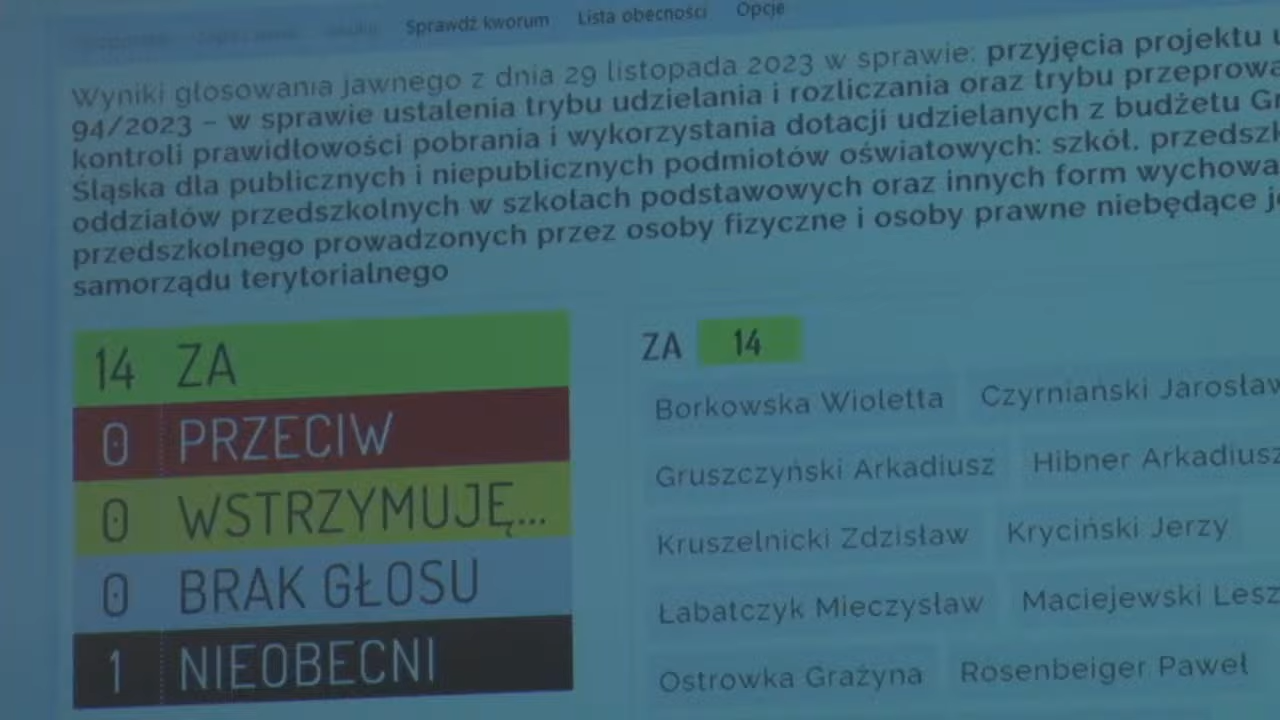 Sprawdź kworum Lista obecności Opcje
Wyniki głosowania jawnego z dnia 29 listopada 2023 w sprawie: przyjęcia projektu
94/2023 – w sprawie ustalenia trybu udzielania i rozliczania oraz trybu
kontroli prawidłowości pobrania i wykorzystania dotacji udzielanych z budżetu
Śląska dla publicznych i niepublicznych podmiotów oświatowych: szkół,
oddziałów przedszkolnych w szkołach podstawowych oraz innych form
przedszkolnego prowadzonych przez osoby fizyczne i osoby prawne niebędące
samorządu terytorialnego
14 ZA
0 PRZECIW
0 WSTRZYMUJĘ...
0 BRAK GŁOSU
1 NIEOBECNI
ZA 14
Borkowska Wioletta Czyrniański Jarosław
Gruszczyński Arkadiusz Hibner Arkadiusz
Kruszelnicki Zdzisław Kryciński Jerzy
Łabatczyk Mieczysław Maciejewski
Ostrowka Grażyna Rosenbeiger Paweł